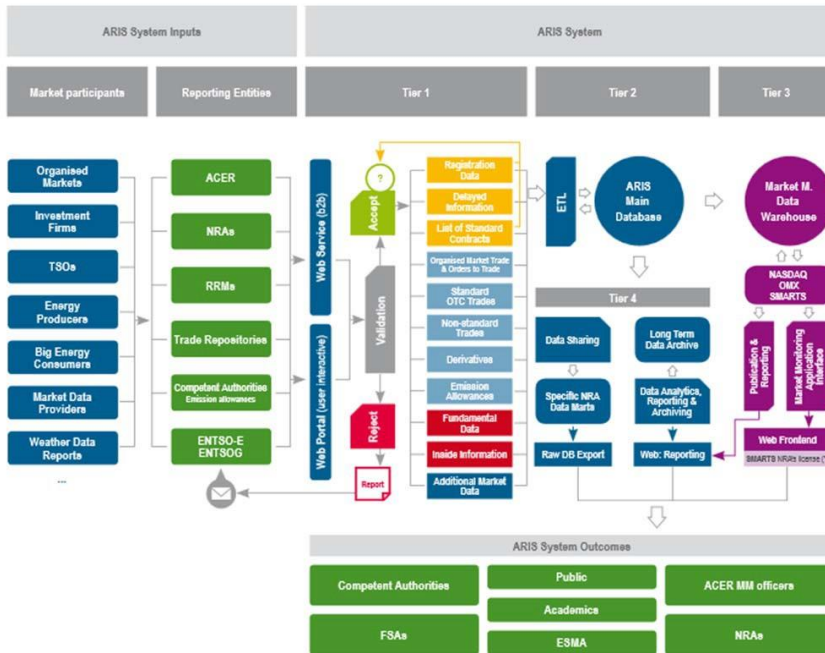 ARIS System Inputs
ARIS System
Market participants
Reporting Entities
Tier 1
Tier 2
Tier 3
Organised
Markets
Investment
Firms
TSOs
Energy
Producers
Big Energy
Consumers
Market Data
Providers
Weather Data
Reports
...
ACER
NRAs
RRMs
Trade Repositories
Competent Authorities
Emission allowances
ENTSO-E
ENTSOG
Web Service (b2b)
Web Portal (user interactive)
?
Accept
Validation
Reject
Report
Registration
Data
Delayed
Information
List of Standard
Contracts
Organised Market Trade
& Orders to Trade
Standard
OTC Trades
Non-standard
Trades
Derivatives
Emission
Allowances
Fundamental
Data
Inside Information
Additional Market
Data
ETL
ARIS
Main
Database
Market M.
Data
Warehouse
NASDAQ
OMX
SMARTS
Tier 4
Data Sharing
Long Term
Data Archive
Specific NRA
Data Marts
Data Analytics,
Reporting &
Archiving
Raw DB Export
Web: Reporting
Publication &
Reporting
Market Monitoring
Application
Interface
Web Frontend
SMARTS NRAs license
ARIS System Outcomes
Competent Authorities
Public
ACER MM officers
Academics
FSAs
ESMA
NRAs